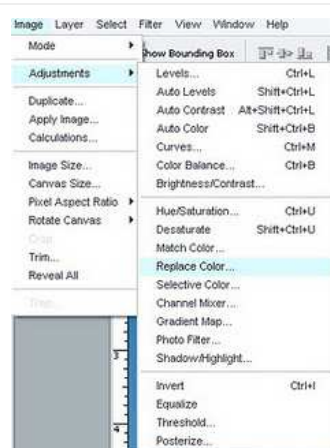 Image Layer Select Filter View Window Help
Mode
Show Bounding Box
Adjustments
Duplicate...
Apply Image...
Calculations...
Image Size...
Canvas Size...
Pixel Aspect Ratio
Rotate Canvas
Crop
Trim...
Reveal All
Trap...
Levels... Ctrl+L
Auto Levels Shift+Ctrl+L
Auto Contrast Alt+Shift+Ctrl+L
Auto Color Shift+Ctrl+B
Curves... Ctrl+M
Color Balance... Ctrl+B
Brightness/Contrast...
Hue/Saturation... Ctrl+U
Desaturate Shift+Ctrl+U
Match Color...
Replace Color...
Selective Color...
Channel Mixer...
Gradient Map...
Photo Filter...
Shadow/Highlight...
Invert Ctrl+I
Equalize
Threshold...
Posterize...
3
4